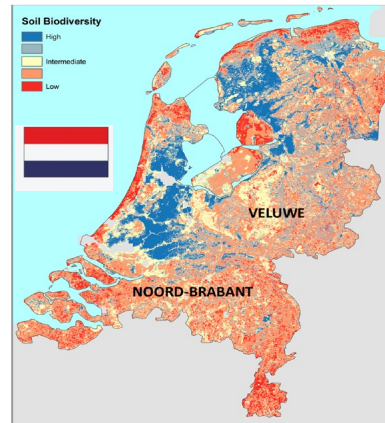 Soil Biodiversity
High
Intermediate
Low
VELUWE
NOORD-BRABANT